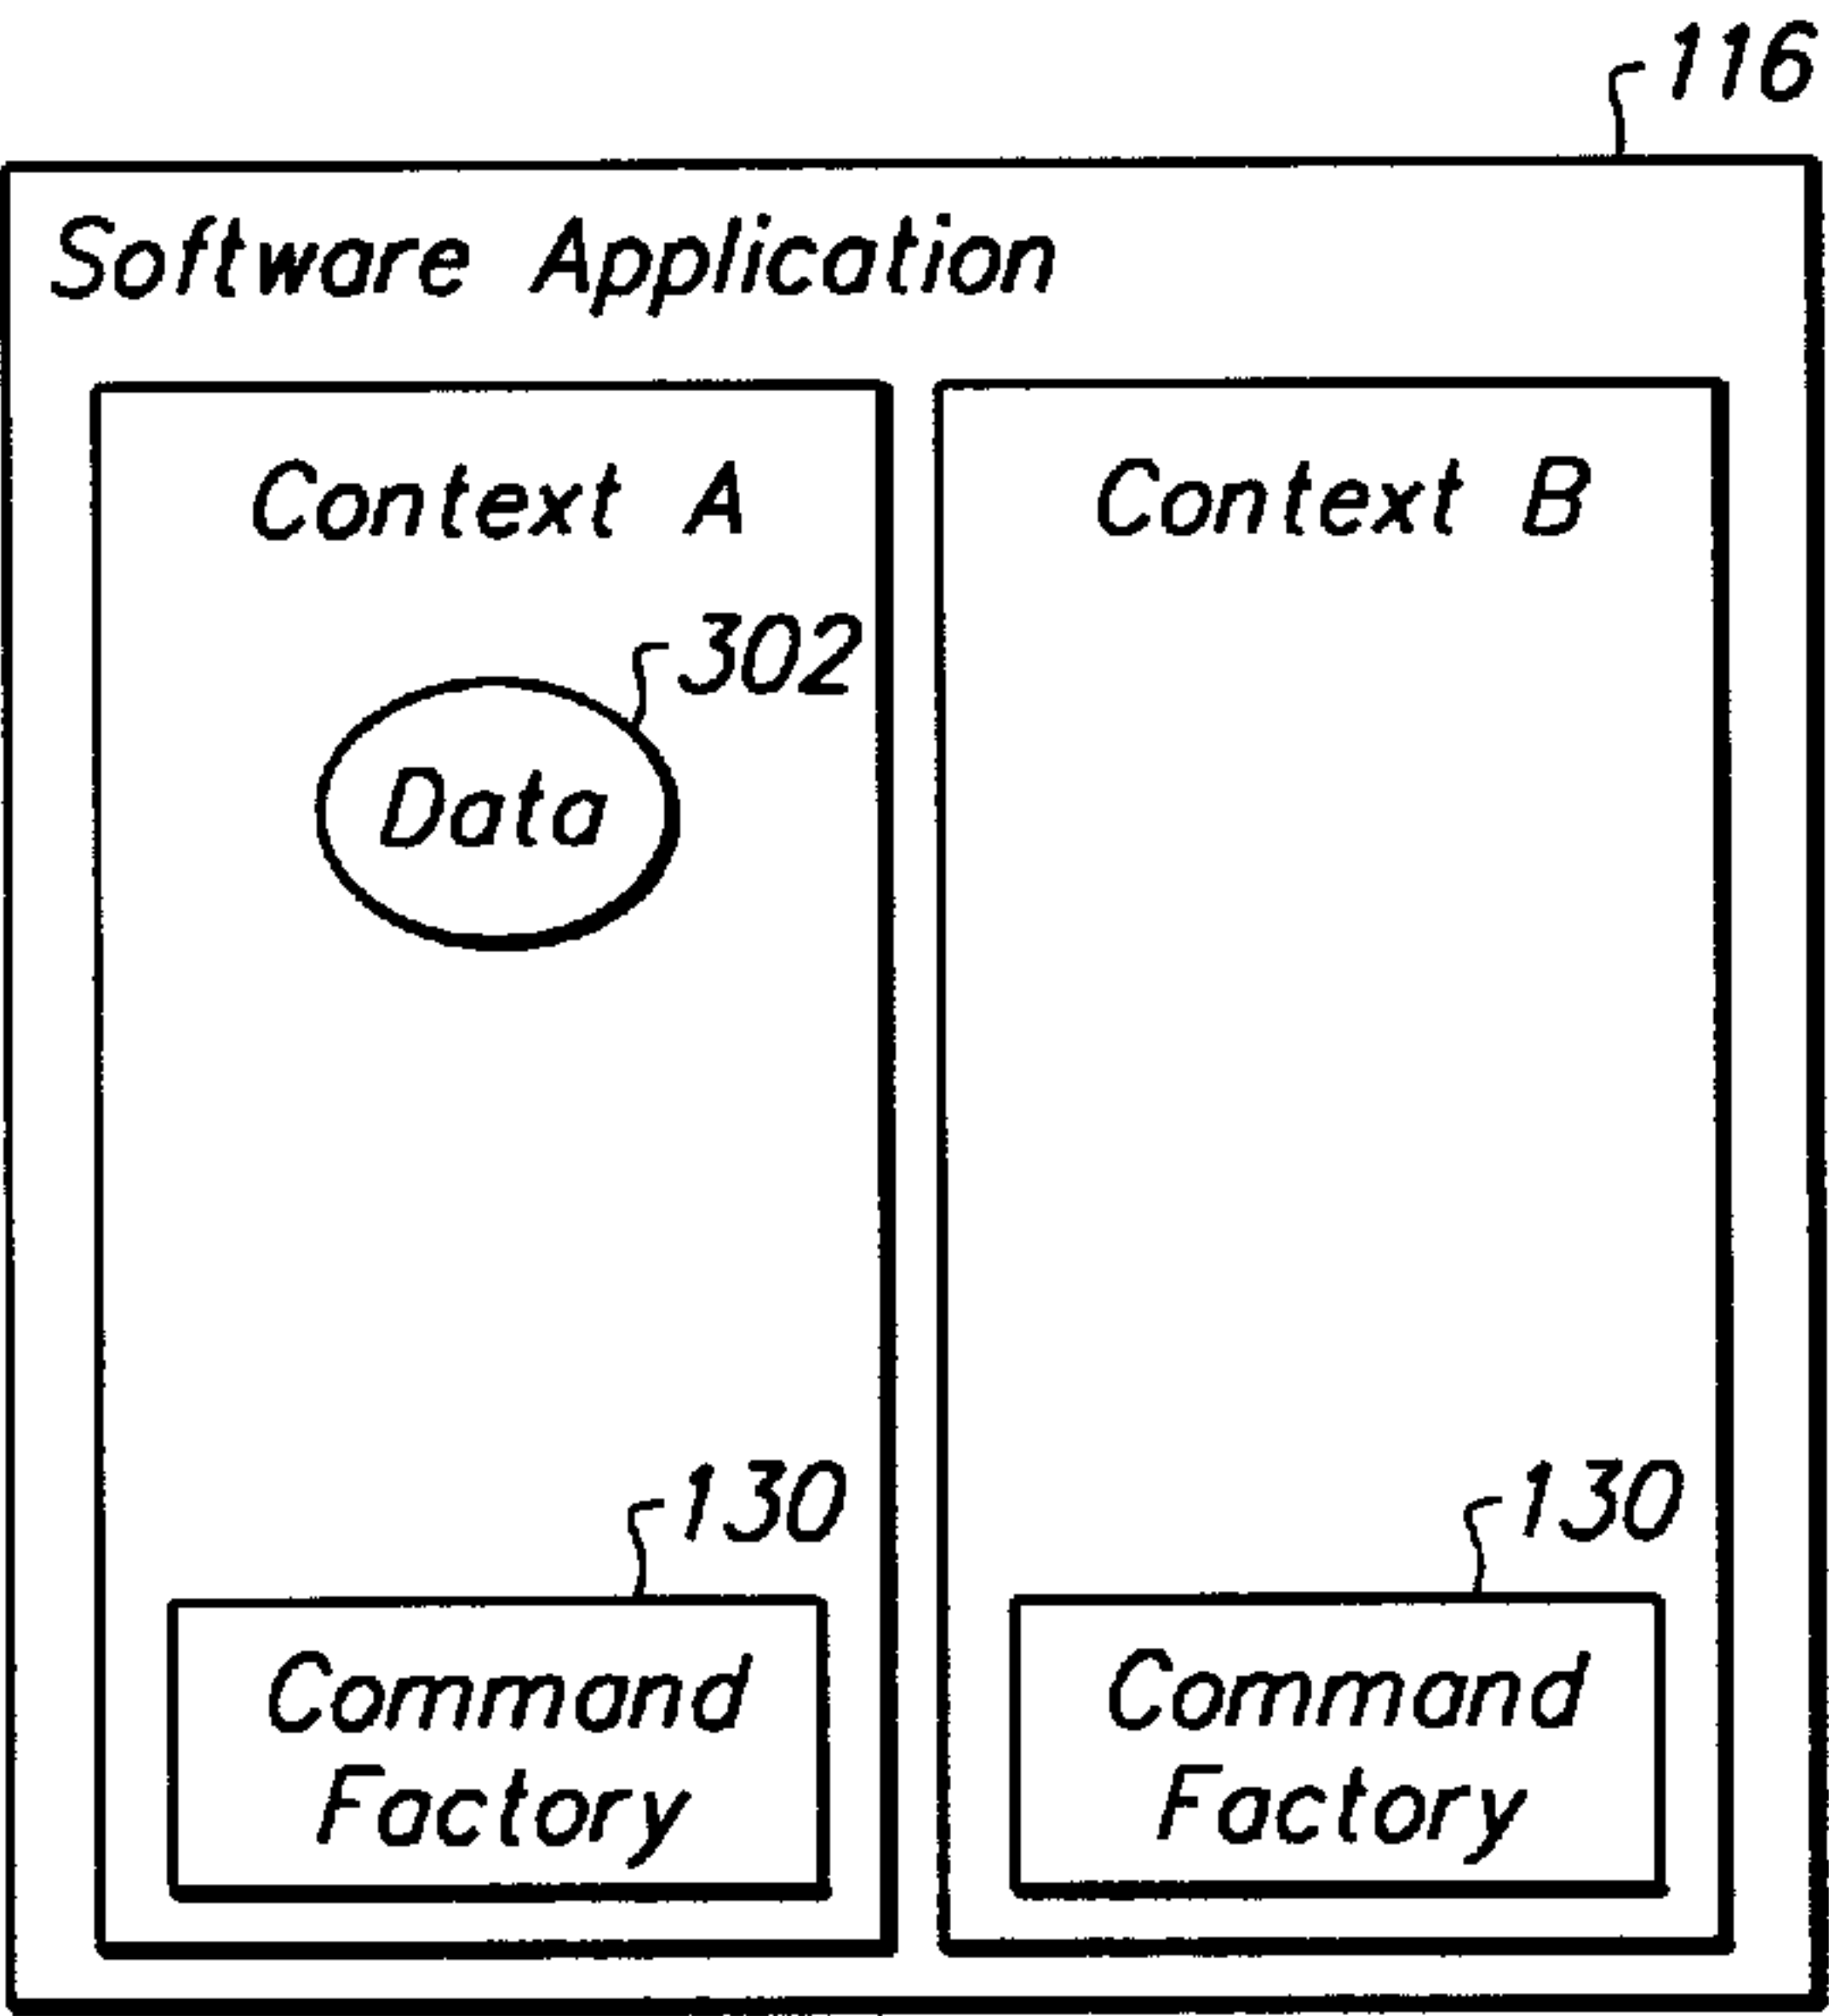 116
Software Application
Context A
Context B
302
Data
130
130
Command
Factory
Command
Factory